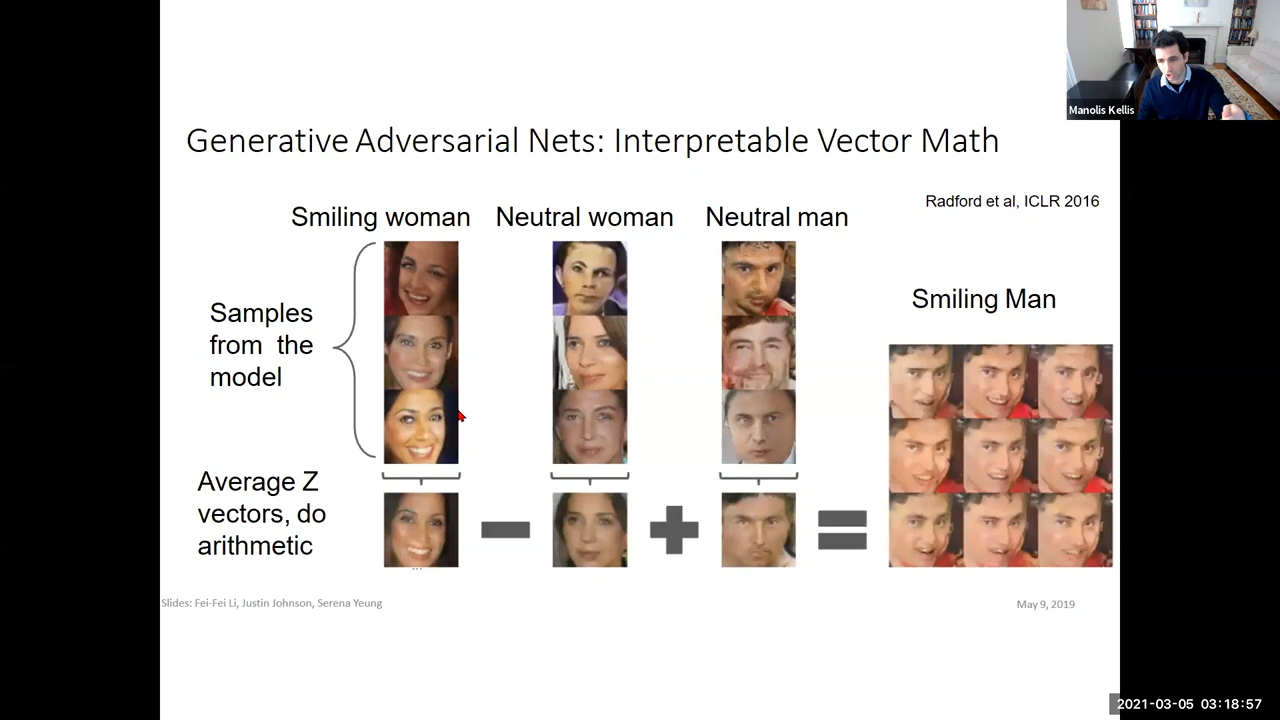 Manolis Kellis
Generative Adversarial Nets: Interpretable Vector Math
Radford et al, ICLR 2016
Smiling woman
Neutral woman
Neutral man
Smiling Man
Samples
from the
model
Average Z
vectors, do
arithmetic
...
Slides: Fei-Fei Li, Justin Johnson, Serena Yeung
May 9, 2019
2021-03-05 03:18:57